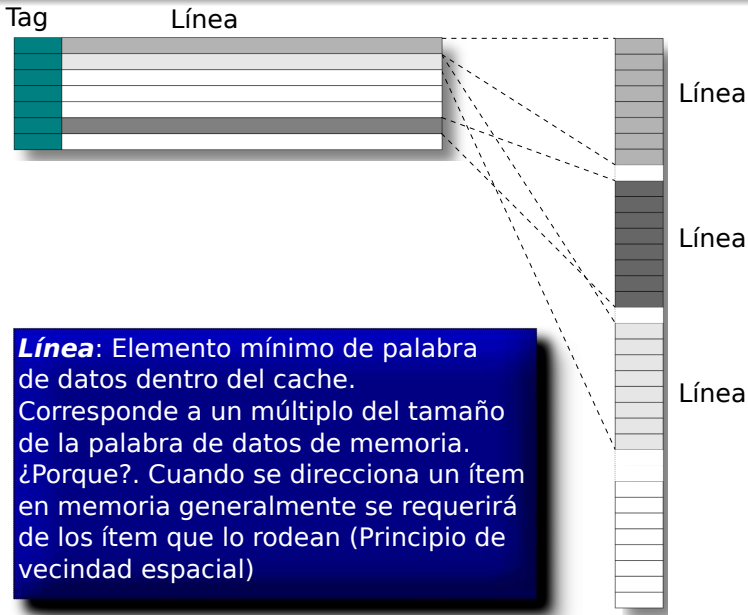 Tag
Línea
Línea
Línea
Línea
Línea: Elemento mínimo de palabra
de datos dentro del cache.
Corresponde a un múltiplo del tamaño
de la palabra de datos de memoria.
¿Porque?. Cuando se direcciona un ítem
en memoria generalmente se requerirá
de los ítem que lo rodean (Principio de
vecindad espacial)